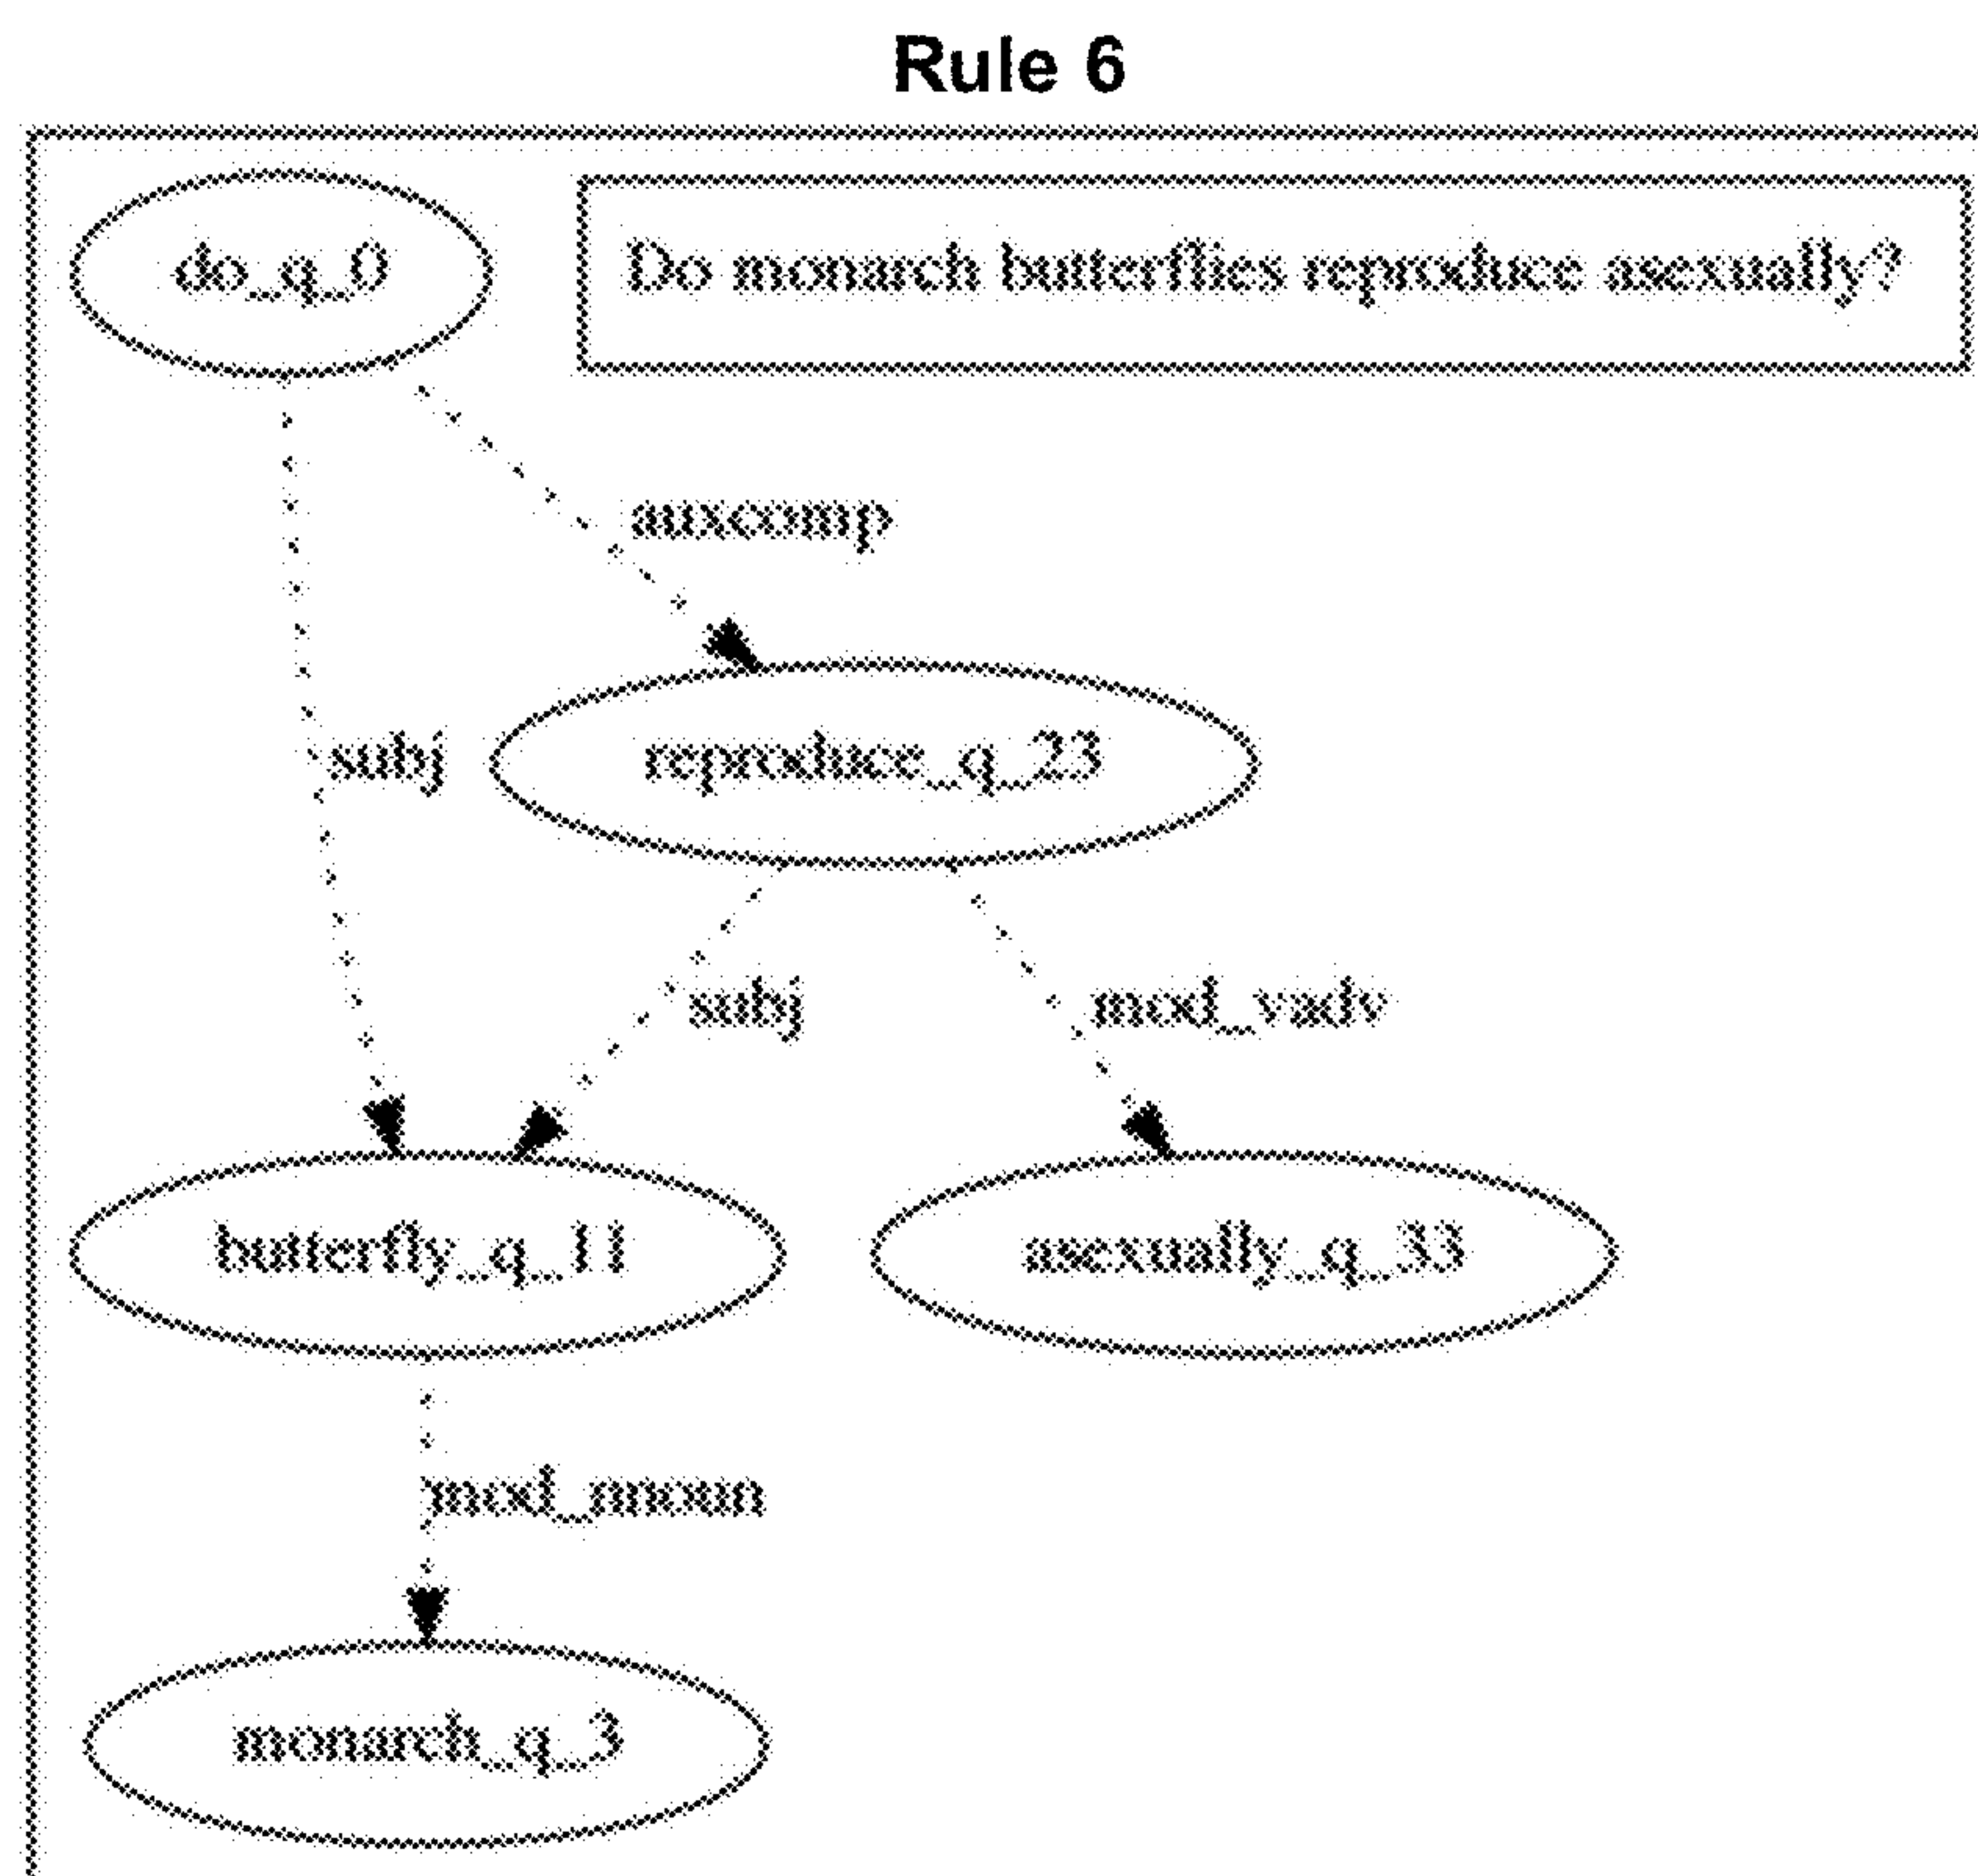 Rule 6
do_q_0
Do monarch butterflies reproduce asexually?
auxcomp
subj
reproduce_q_23
subj
mod_vadv
butterfly_q_11
asexually_q_33
mod_nnoun
monarch_q_3